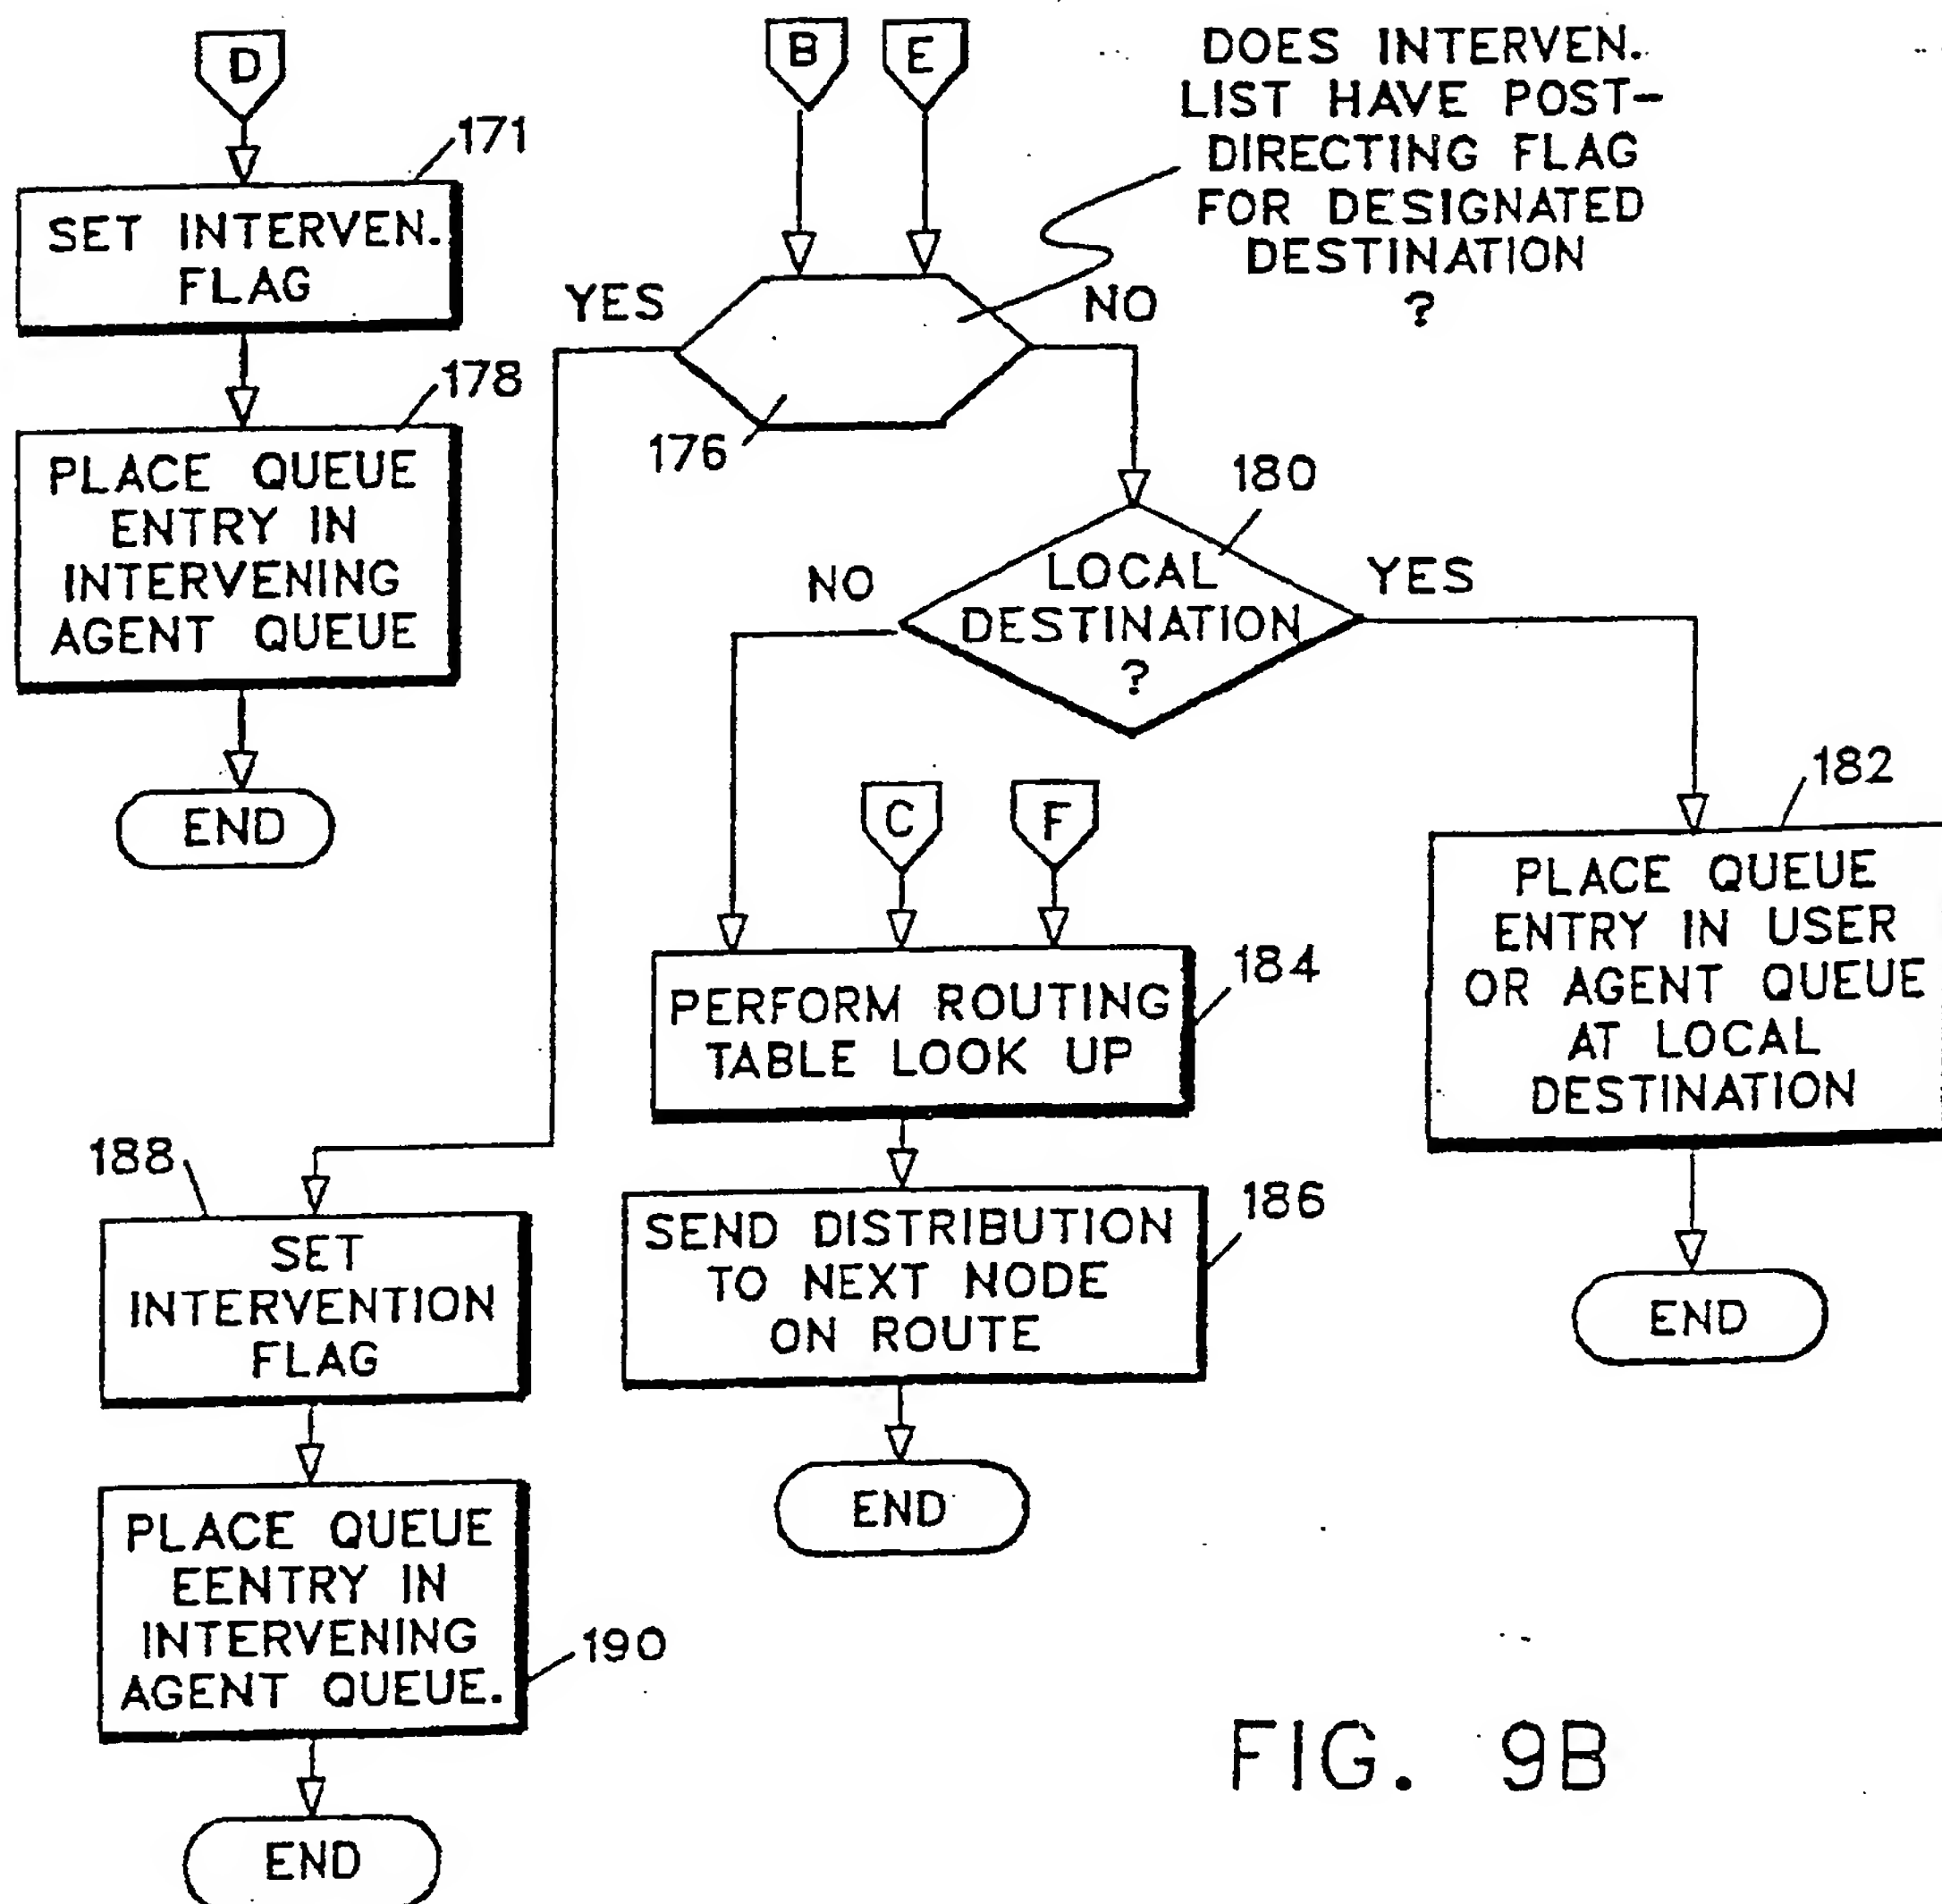 D
171
SET INTERVEN.
FLAG
178
PLACE QUEUE
ENTRY IN
INTERVENING
AGENT QUEUE
END
B
E
DOES INTERVEN.
LIST HAVE POST-
DIRECTING FLAG
FOR DESIGNATED
DESTINATION
?
YES
NO
176
180
LOCAL
DESTINATION
?
NO
YES
182
PLACE QUEUE
ENTRY IN USER
OR AGENT QUEUE
AT LOCAL
DESTINATION
END
C
F
184
PERFORM ROUTING
TABLE LOOK UP
186
SEND DISTRIBUTION
TO NEXT NODE
ON ROUTE
END
188
SET
INTERVENTION
FLAG
PLACE QUEUE
EENTRY IN
INTERVENING
AGENT QUEUE.
190
END
FIG. 9B